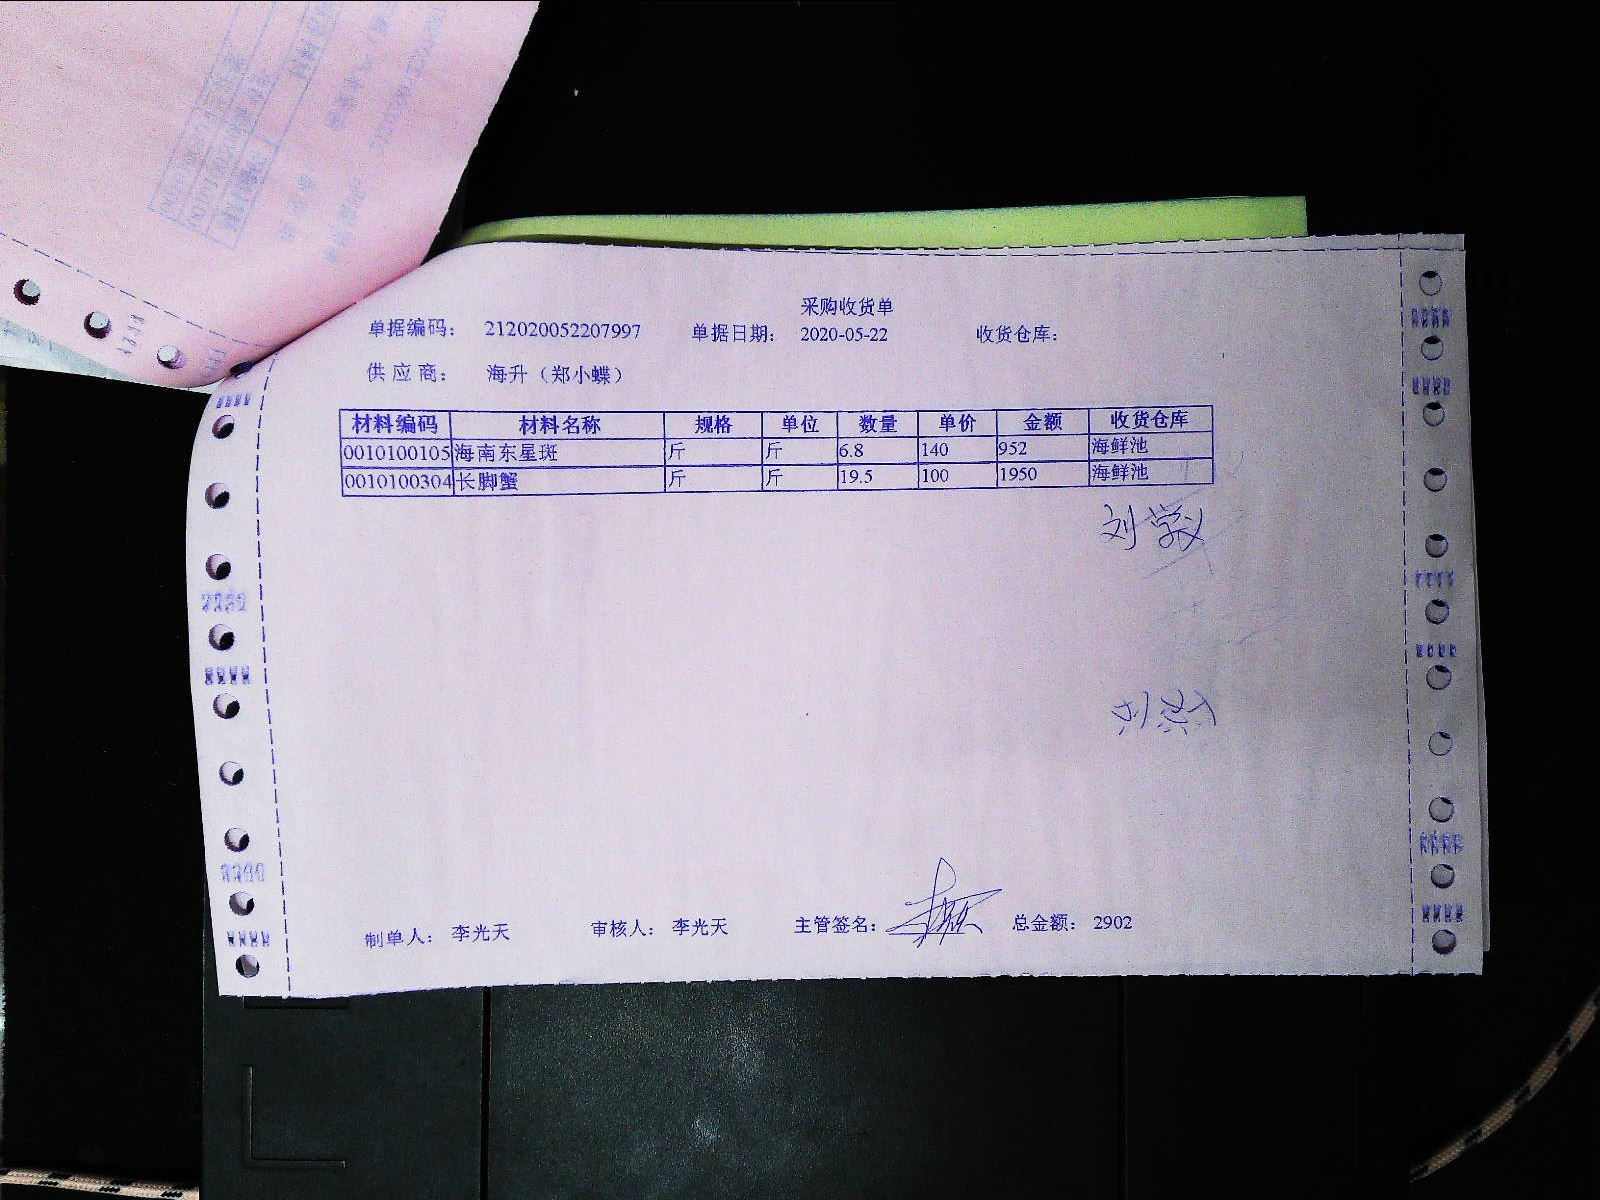 采购收货单
单据编码： 212020052207997 单据日期： 2020-05-22 收货仓库：
供应商： 海升（郑小蝶）
材料编码 材料名称 规格 单位 数量 单价 金额 收货仓库
0010100105 海南东星斑 斤 斤 6.8 140 952 海鲜池
0010100304 长脚蟹 斤 斤 19.5 100 1950 海鲜池
制单人： 李光天 审核人： 李光天 主管签名： 总金额： 2902